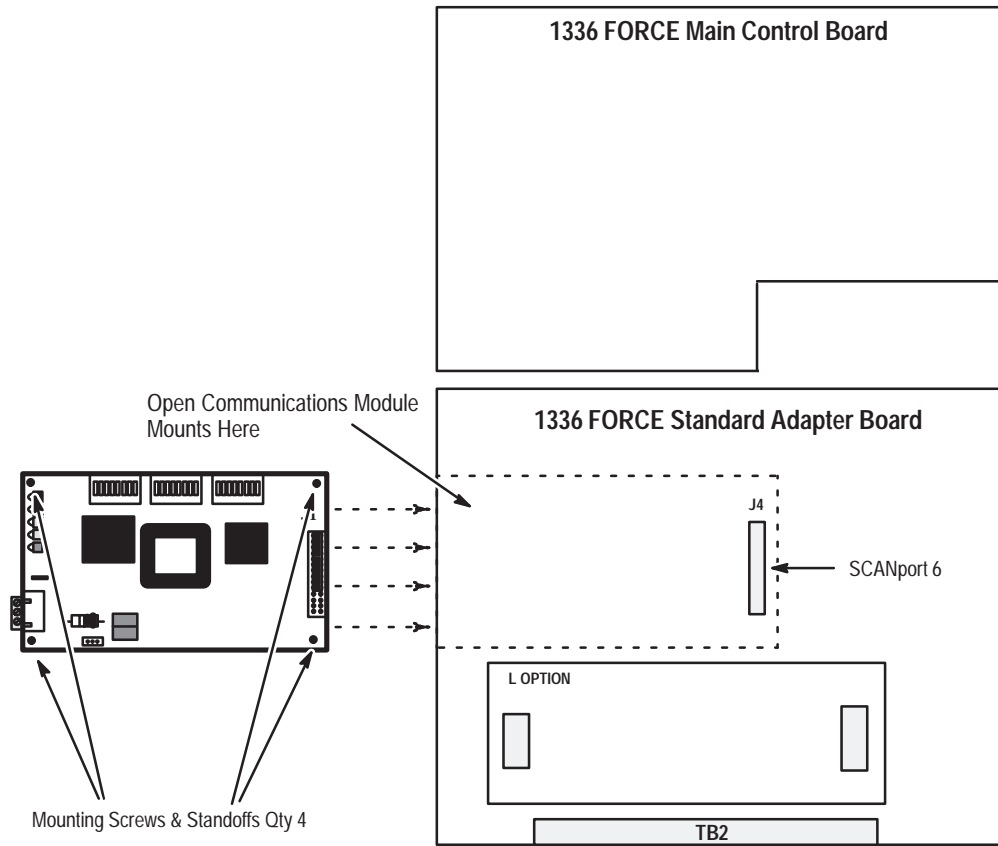 1336 FORCE Main Control Board
Open Communications Module
Mounts Here
1336 FORCE Standard Adapter Board
J4
SCANport 6
L OPTION
Mounting Screws & Standoffs Qty 4
TB2